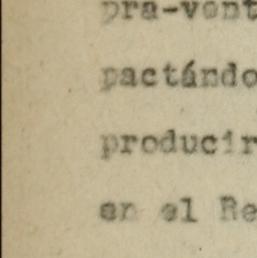 pra-vent
pactándo
producir
en el Re